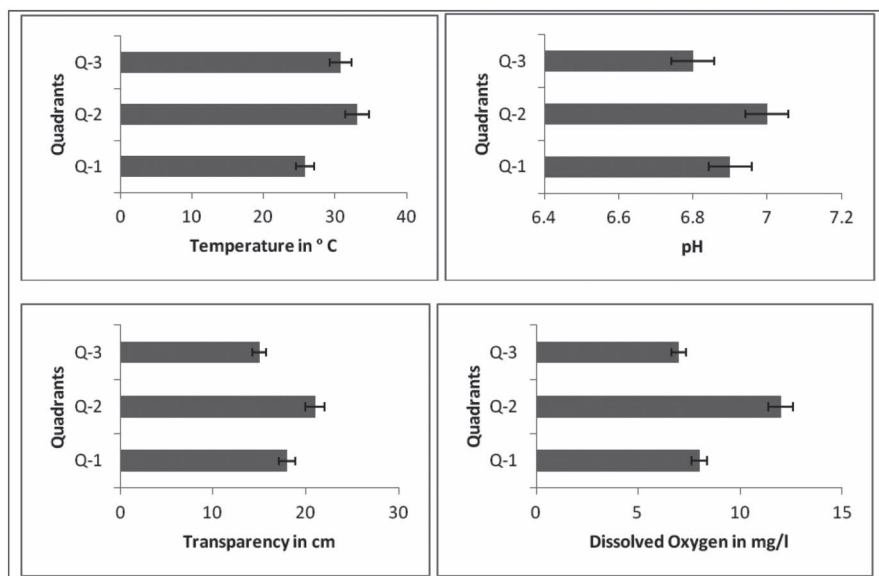 Quadrants
Q-3
Q-2
Q-1
0 10 20 30 40
Temperature in ° C
Quadrants
Q-3
Q-2
Q-1
6.4 6.6 6.8 7 7.2
pH
Quadrants
Q-3
Q-2
Q-1
0 10 20 30
Transparency in cm
Quadrants
Q-3
Q-2
Q-1
0 5 10 15
Dissolved Oxygen in mg/l